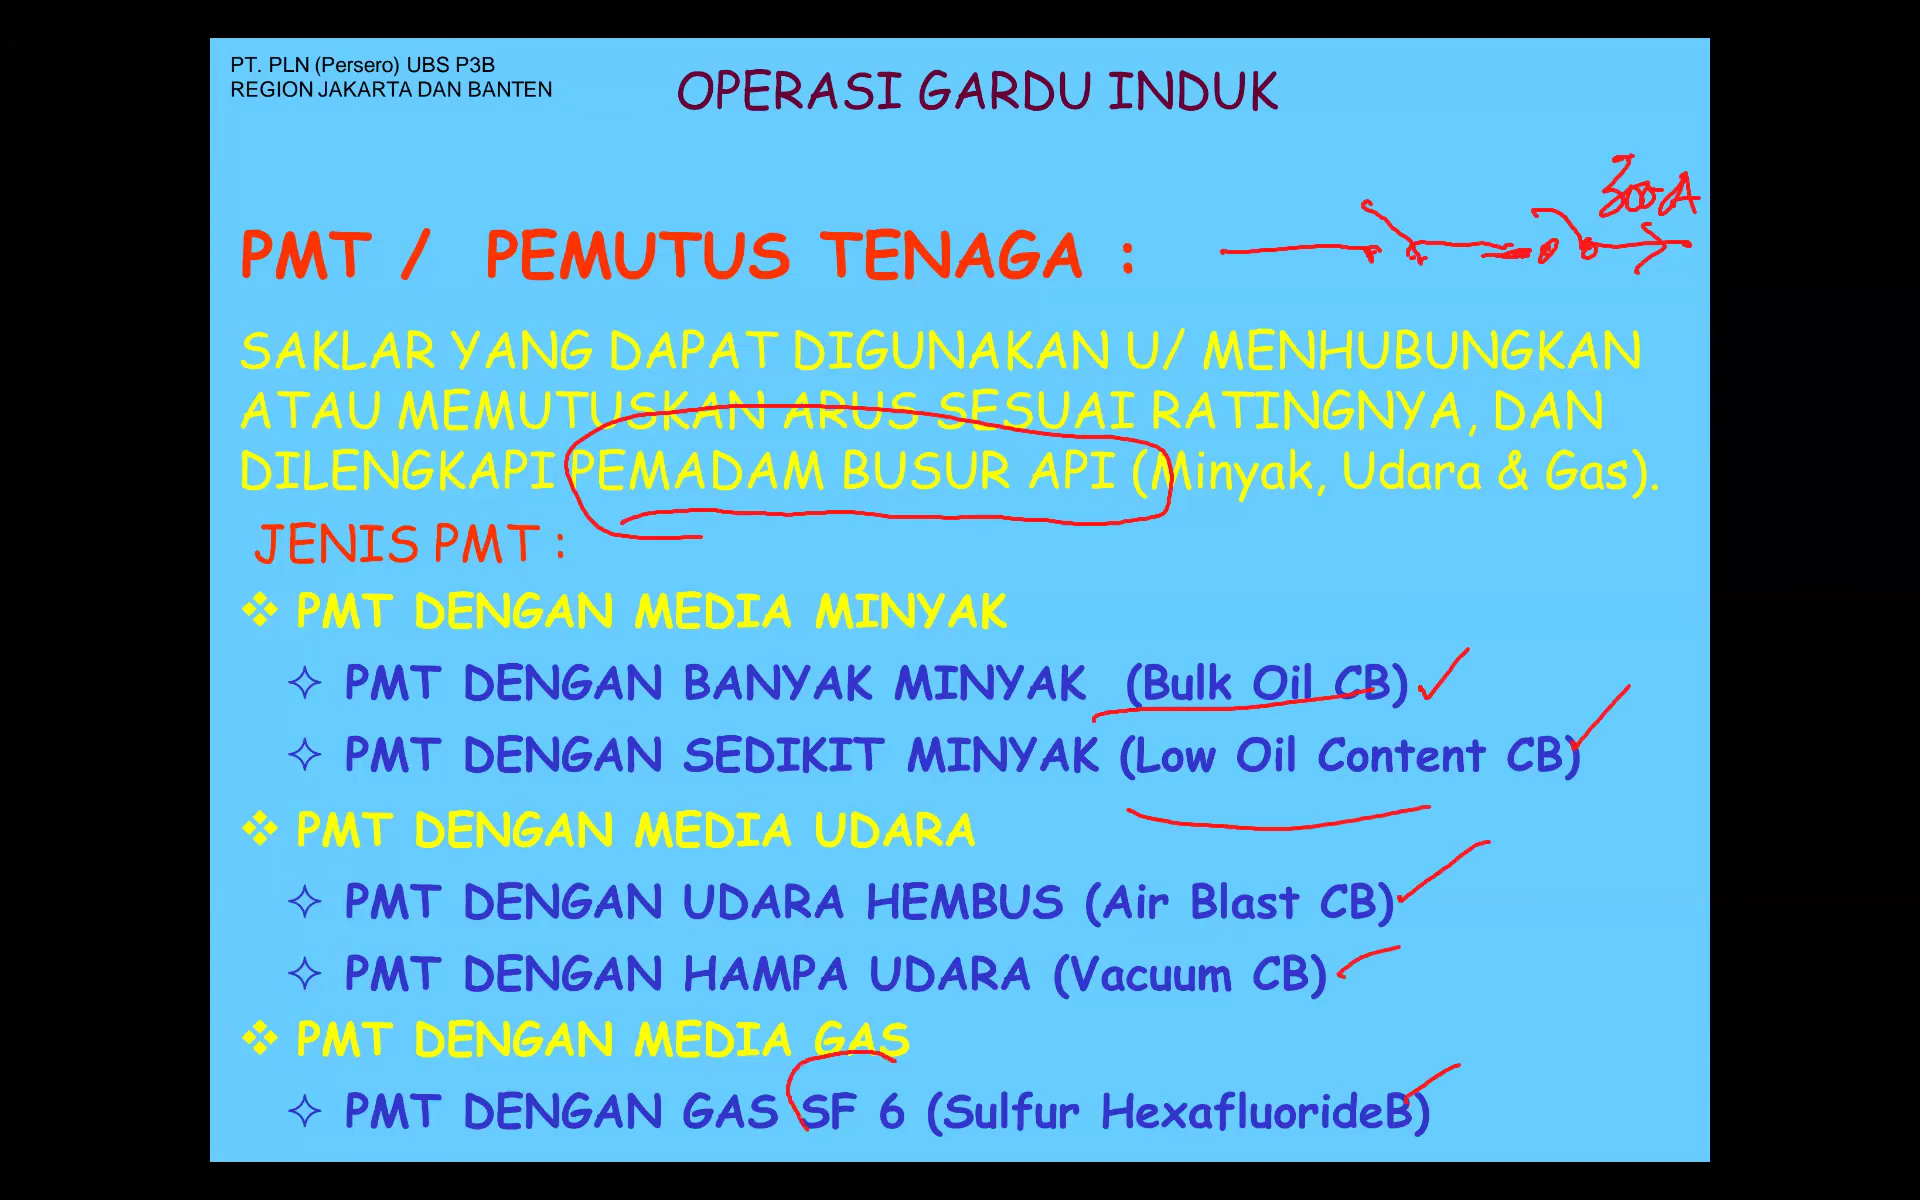 PT. PLN (Persero) UBS P3B
REGION JAKARTA DAN BANTEN
OPERASI GARDU INDUK
300A
PMT / PEMUTUS TENAGA :
SAKLAR YANG DAPAT DIGUNAKAN U/ MENHUBUNGKAN
ATAU MEMUTUSKAN ARUS SESUAI RATINGNYA, DAN
DILENGKAPI PEMADAM BUSUR API (Minyak, Udara & Gas).
JENIS PMT :
❖ PMT DENGAN MEDIA MINYAK
✧ PMT DENGAN BANYAK MINYAK (Bulk Oil CB)
✧ PMT DENGAN SEDIKIT MINYAK (Low Oil Content CB)
❖ PMT DENGAN MEDIA UDARA
✧ PMT DENGAN UDARA HEMBUS (Air Blast CB)
✧ PMT DENGAN HAMPA UDARA (Vacuum CB)
❖ PMT DENGAN MEDIA GAS
✧ PMT DENGAN GAS SF 6 (Sulfur HexafluorideB)